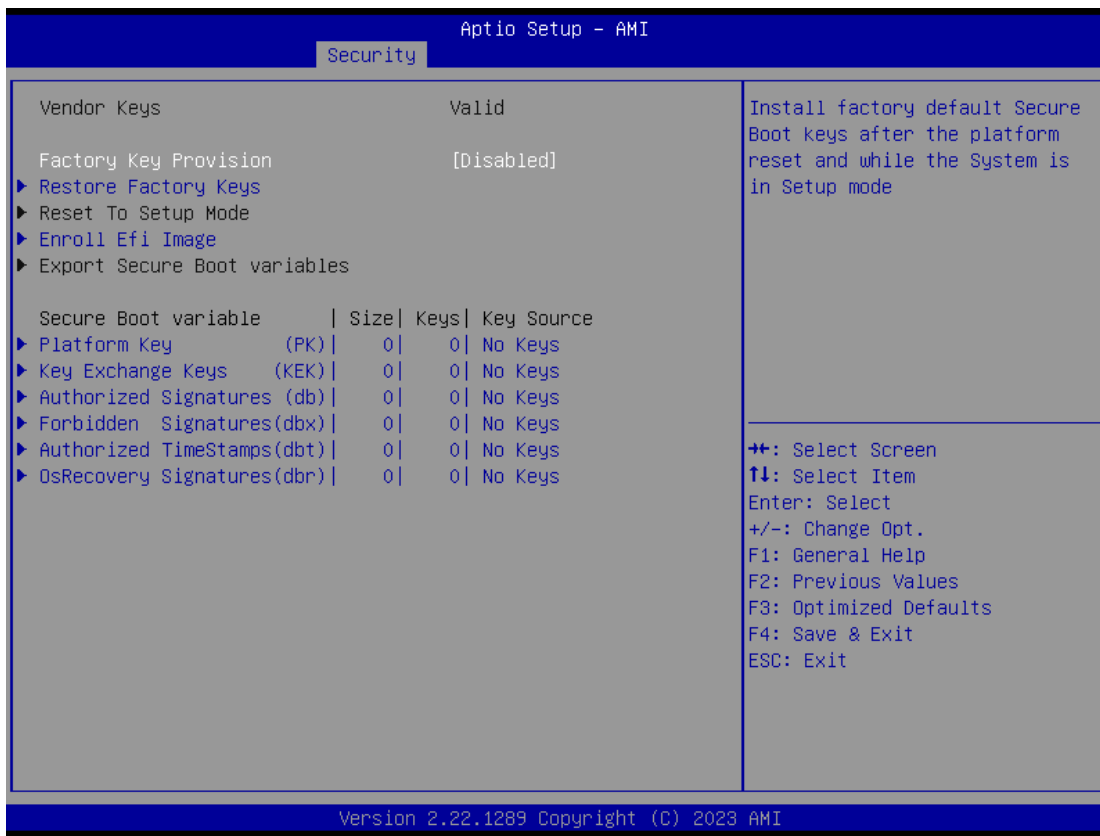 Aptio Setup – AMI
Security
Vendor Keys Valid
Factory Key Provision [Disabled]
Restore Factory Keys
Reset To Setup Mode
Enroll Efi Image
Export Secure Boot variables
Secure Boot variable | Size| Keys| Key Source
Platform Key (PK)| 0| 0| No Keys
Key Exchange Keys (KEK)| 0| 0| No Keys
Authorized Signatures (db)| 0| 0| No Keys
Forbidden Signatures(dbx)| 0| 0| No Keys
Authorized TimeStamps(dbt)| 0| 0| No Keys
OsRecovery Signatures(dbr)| 0| 0| No Keys
Install factory default Secure
Boot keys after the platform
reset and while the System is
in Setup mode
→←: Select Screen
↑↓: Select Item
Enter: Select
+/-: Change Opt.
F1: General Help
F2: Previous Values
F3: Optimized Defaults
F4: Save & Exit
ESC: Exit
Version 2.22.1289 Copyright (C) 2023 AMI